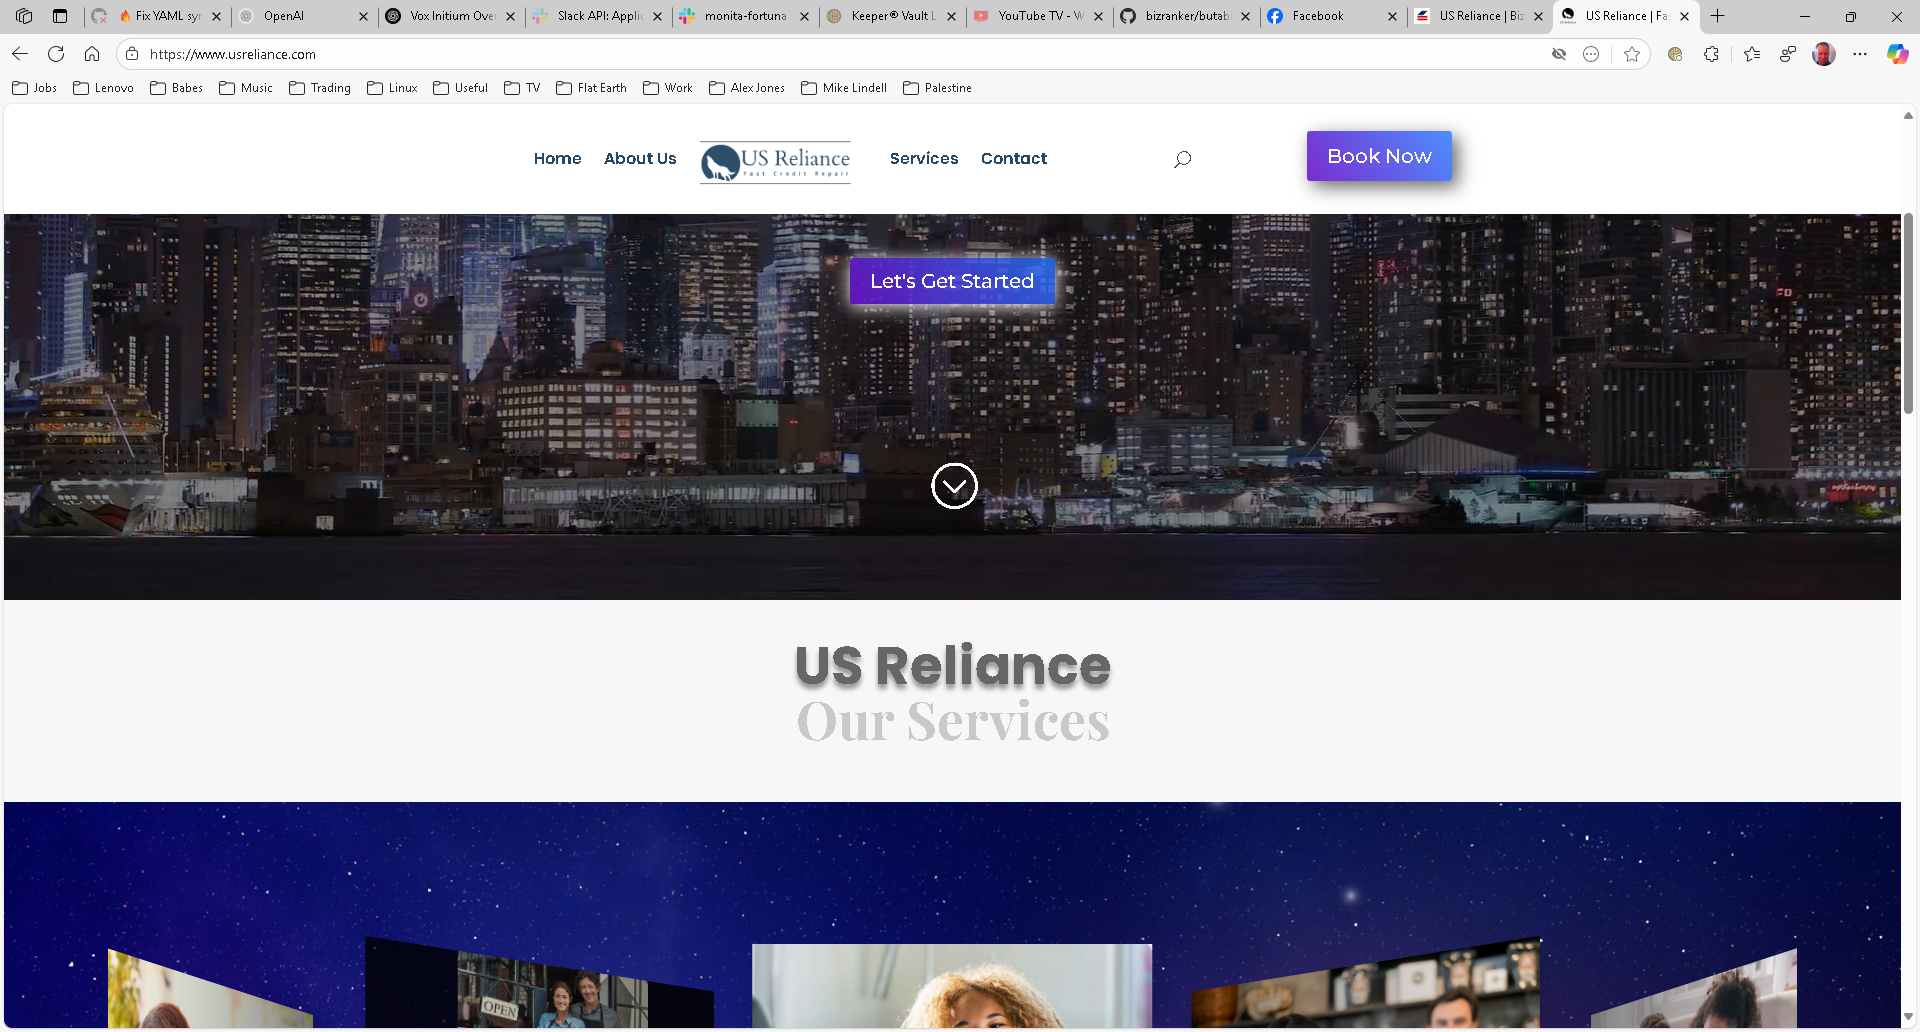 Fix YAML syn
OpenAI
Vox Initium Over
Slack API: Applic
monita-fortuna
Keeper® Vault L
YouTube TV - W
bizranker/butab
Facebook
US Reliance | Biz
US Reliance | Fa
https://www.usreliance.com
Jobs
Lenovo
Babes
Music
Trading
Linux
Useful
TV
Flat Earth
Work
Alex Jones
Mike Lindell
Palestine
Home
About Us
US Reliance
Fast Credit Repair
Services
Contact
Book Now
Let's Get Started
US Reliance
Our Services
OPEN